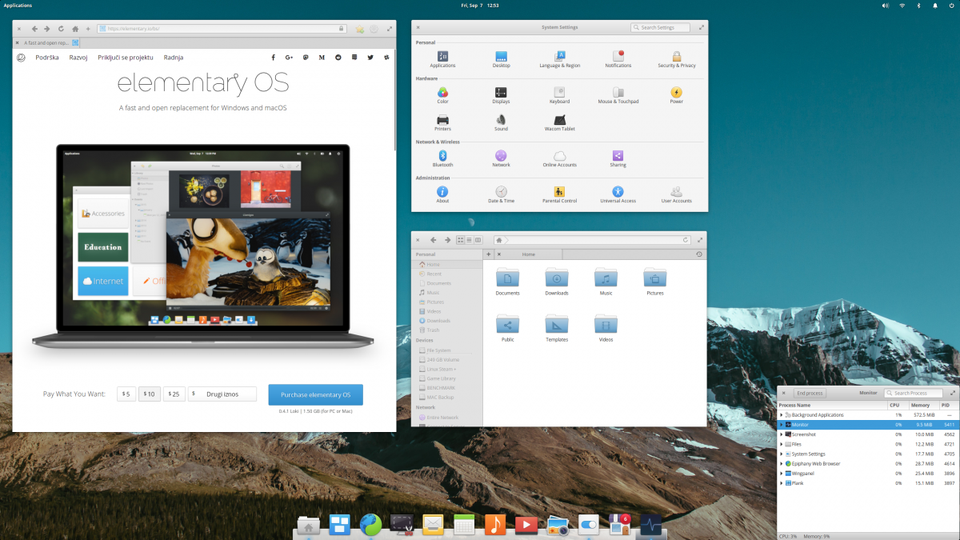 Applications
Fri, Sep 7 12:53
https://elementary.io/bs/
A fast and open rep...
Podrška Razvoj Priključi se projektu Radnja
elementary OS
A fast and open replacement for Windows and macOS
Applications
Accessories
Education
Internet
Pay What You Want:
$ 5
$ 10
$ 25
$ Drugi iznos
Purchase elementary OS
0.4.1 Loki | 1.50 GB (for PC or Mac)
System Settings
Search Settings
Personal
Applications Desktop Language & Region Notifications Security & Privacy
Hardware
Color Displays Keyboard Mouse & Touchpad Power
Printers Sound Wacom Tablet
Network & Wireless
Bluetooth Network Online Accounts Sharing
Administration
About Date & Time Parental Control Universal Access User Accounts
Home
Personal
Home
Recent
Documents
Music
Pictures
Videos
Downloads
Trash
Devices
File System
Linux Steam
Game Library
MAC Backup
Network
Entire Network
Documents Downloads Music Pictures
Public Templates Videos
End process
Monitor
Search Process
Process Name CPU Memory PID
Background Applications 1% 572.5 MiB —
Monitor 0% 9.5 MiB 5411
Screenshot 0% 10.0 MiB 4562
Files 0% 12.2 MiB 4721
System Settings 0% 17.7 MiB 4705
Epiphany Web Browser 0% 28.7 MiB 4614
Wingpanel 0% 25.4 MiB 3896
Plank 0% 15.1 MiB 3897
CPU: 3% Memory: 9%